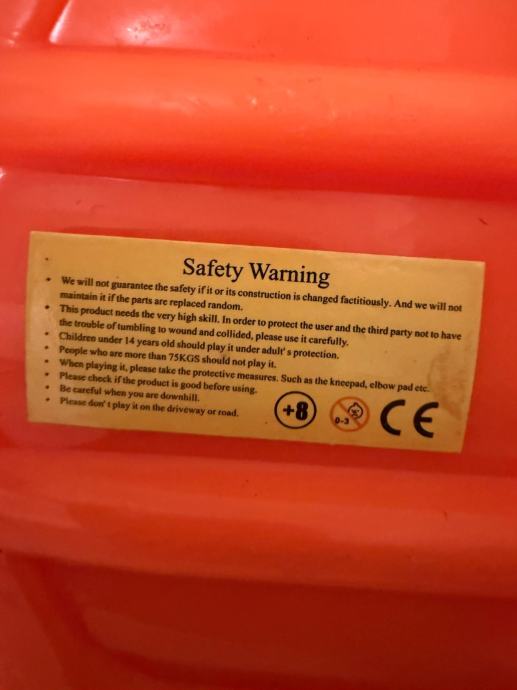 Safety Warning
We will not guarantee the safety if it or its construction is changed factitiously. And we will not
maintain it if the parts are replaced random.
This product needs the very high skill. In order to protect the user and the third party not to have
the trouble of tumbling to wound and collided, please use it carefully.
Children under 14 years old should play it under adult's protection.
People who are more than 75KGS should not play it.
When playing it, please take the protective measures. Such as the kneepad, elbow pad etc.
Please check if the product is good before using.
Be careful when you are downhill.
Please don't play it on the driveway or road.
+8
0-3
CE